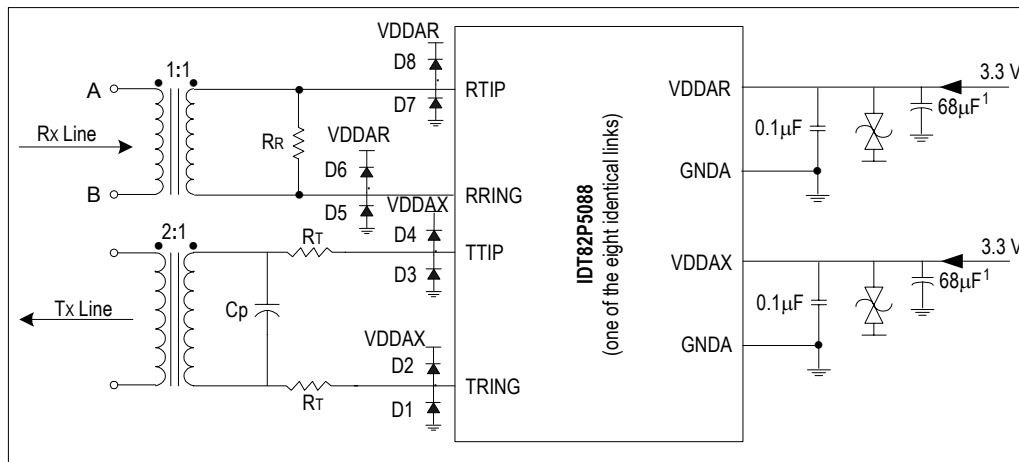 VDDAR
D8
1:1
A
RTIP
VDDAR
3.3 V
D7
68µF1
Rx Line
RR
VDDAR
0.1µF
D6
B
RRING
GNDA
D5
VDDAX
2:1
RT
D4
TTIP
IDT82P5088
(one of the eight identical links)
VDDAX
3.3 V
D3
68µF1
Tx Line
Cp
0.1µF
VDDAX
D2
GNDA
RT
D1
TRING